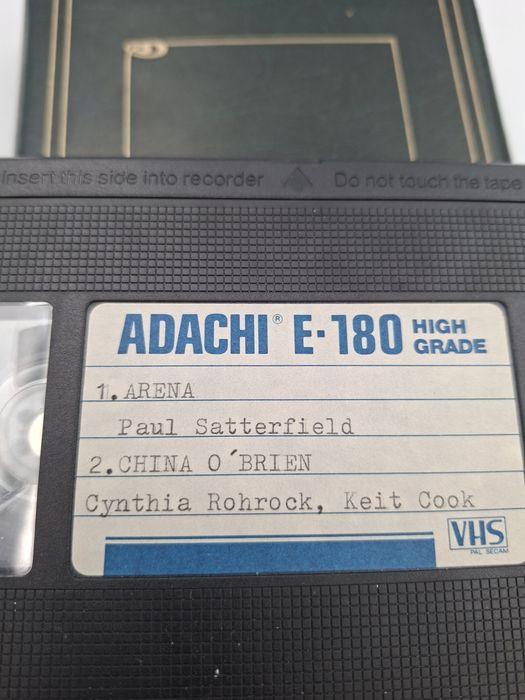 Insert this side into recorder Do not touch the tape
ADACHI® E·180 HIGH GRADE
1. ARENA
Paul Satterfield
2. CHINA O´BRIEN
Cynthia Rohrock, Keit Cook
VHS
PAL SECAM